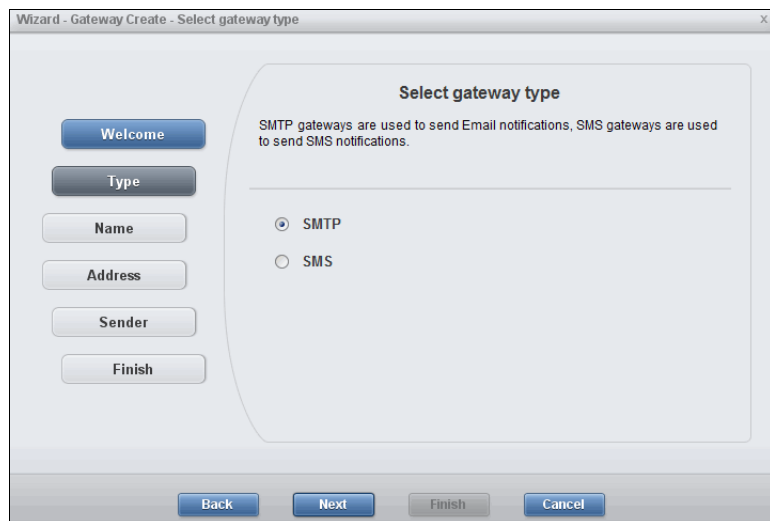 Wizard - Gateway Create - Select gateway type
x
Welcome
Type
Name
Address
Sender
Finish
Select gateway type
SMTP gateways are used to send Email notifications, SMS gateways are used
to send SMS notifications.
SMTP
SMS
Back
Next
Finish
Cancel